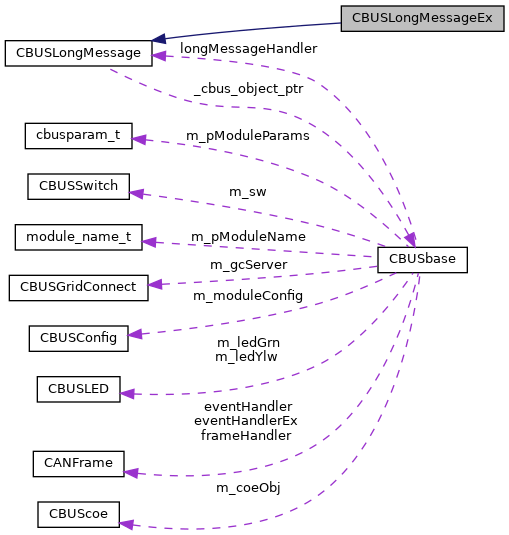 CBUSLongMessageEx
CBUSLongMessage
longMessageHandler
_cbus_object_ptr
cbusparam_t
m_pModuleParams
CBUSSwitch
m_sw
module_name_t
m_pModuleName
CBUSbase
m_gcServer
CBUSGridConnect
m_moduleConfig
CBUSConfig
m_ledGrn
m_ledYlw
CBUSLED
eventHandler
eventHandlerEx
frameHandler
CANFrame
m_coeObj
CBUScoe